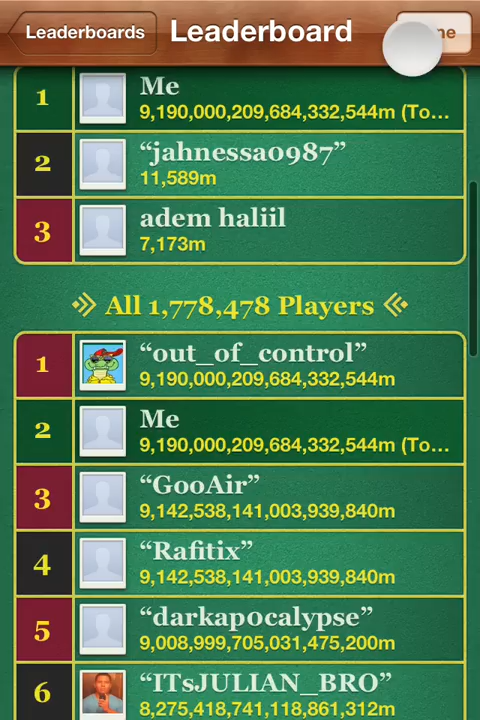 Leaderboards
Leaderboard
1
Me
9,190,000,209,684,332,544m (To...
2
“jahnessa0987”
11,589m
3
adem haliil
7,173m
All 1,778,478 Players
1
“out_of_control”
9,190,000,209,684,332,544m
2
Me
9,190,000,209,684,332,544m (To...
3
“GooAir”
9,142,538,141,003,939,840m
4
“Rafitix”
9,142,538,141,003,939,840m
5
“darkapocalypse”
9,008,999,705,031,475,200m
6
“ITsJULIAN_BRO”
8,275,418,741,118,861,312m